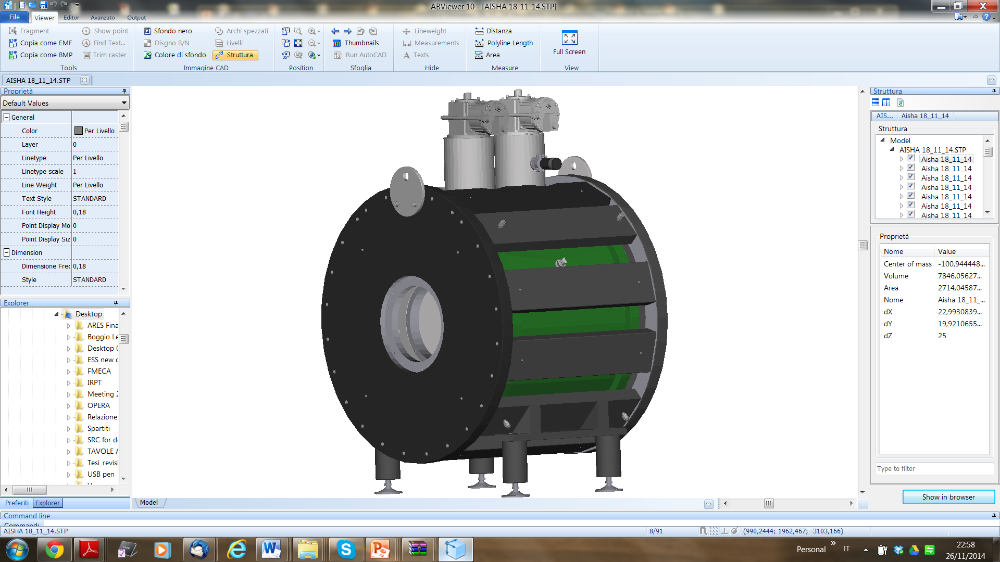 ABViewer 10 - [AISHA 18_11_14.STP]
File Viewer Editor Avanzato Output
Fragment
Copia come EMF
Copia come BMP
Show point
Find Text...
Trim raster
Tools
Sfondo nero
Disgno B/N
Colore di sfondo
Archi spezzati
Livelli
Struttura
Immagine CAD
Position
Thumbnails
Run AutoCAD
Sfoglia
Lineweight
Measurements
Texts
Hide
Distanza
Polyline Length
Area
Measure
Full Screen
View
AISHA 18_11_14.STP
Proprietà
Default Values
General
Color Per Livello
Layer 0
Linetype Per Livello
Linetype scale 1
Line Weight Per Livello
Text Style STANDARD
Font Height 0,18
Point Display Mo 0
Point Display Siz 0
Dimension
Dimensione Frec 0,18
Style STANDARD
Explorer
Desktop
ARES Fina
Boggio Le
Desktop
ESS new
FMECA
IRPT
Meeting 2
OPERA
Relazione
Spartiti
SRC for
TAVOLE
Tesi_revisi
USB pen
Preferiti Explorer
Model
Struttura
AIS... Aisha 18_11_14
Struttura
Model
AISHA 18_11_14.STP
Aisha 18_11_14
Aisha 18_11_14
Aisha 18_11_14
Aisha 18_11_14
Aisha 18_11_14
Aisha 18_11_14
Aisha 18_11_14
Proprietà
Nome Value
Center of mass -100,944448...
Volume 7846,05627...
Area 2714,04587...
Nome Aisha 18_11_...
dX 22,9930839...
dY 19,9210655...
dZ 25
Type to filter
Show in browser
Command line
Command:
AISHA 18_11_14.STP 8/91 (990,2444; 1962,467; -3103,166)
Personal » IT 22:58
26/11/2014